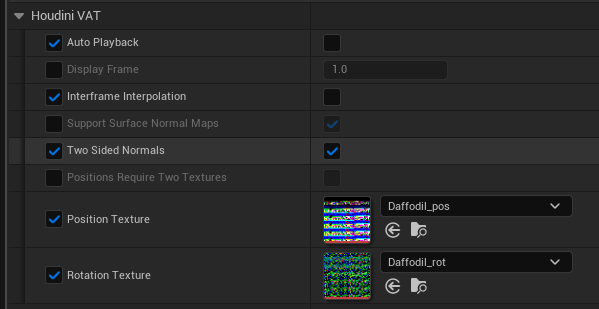 Houdini VAT
Auto Playback
Display Frame 1.0
Interframe Interpolation
Support Surface Normal Maps
Two Sided Normals
Positions Require Two Textures
Daffodil_pos
Position Texture
Daffodil_rot
Rotation Texture